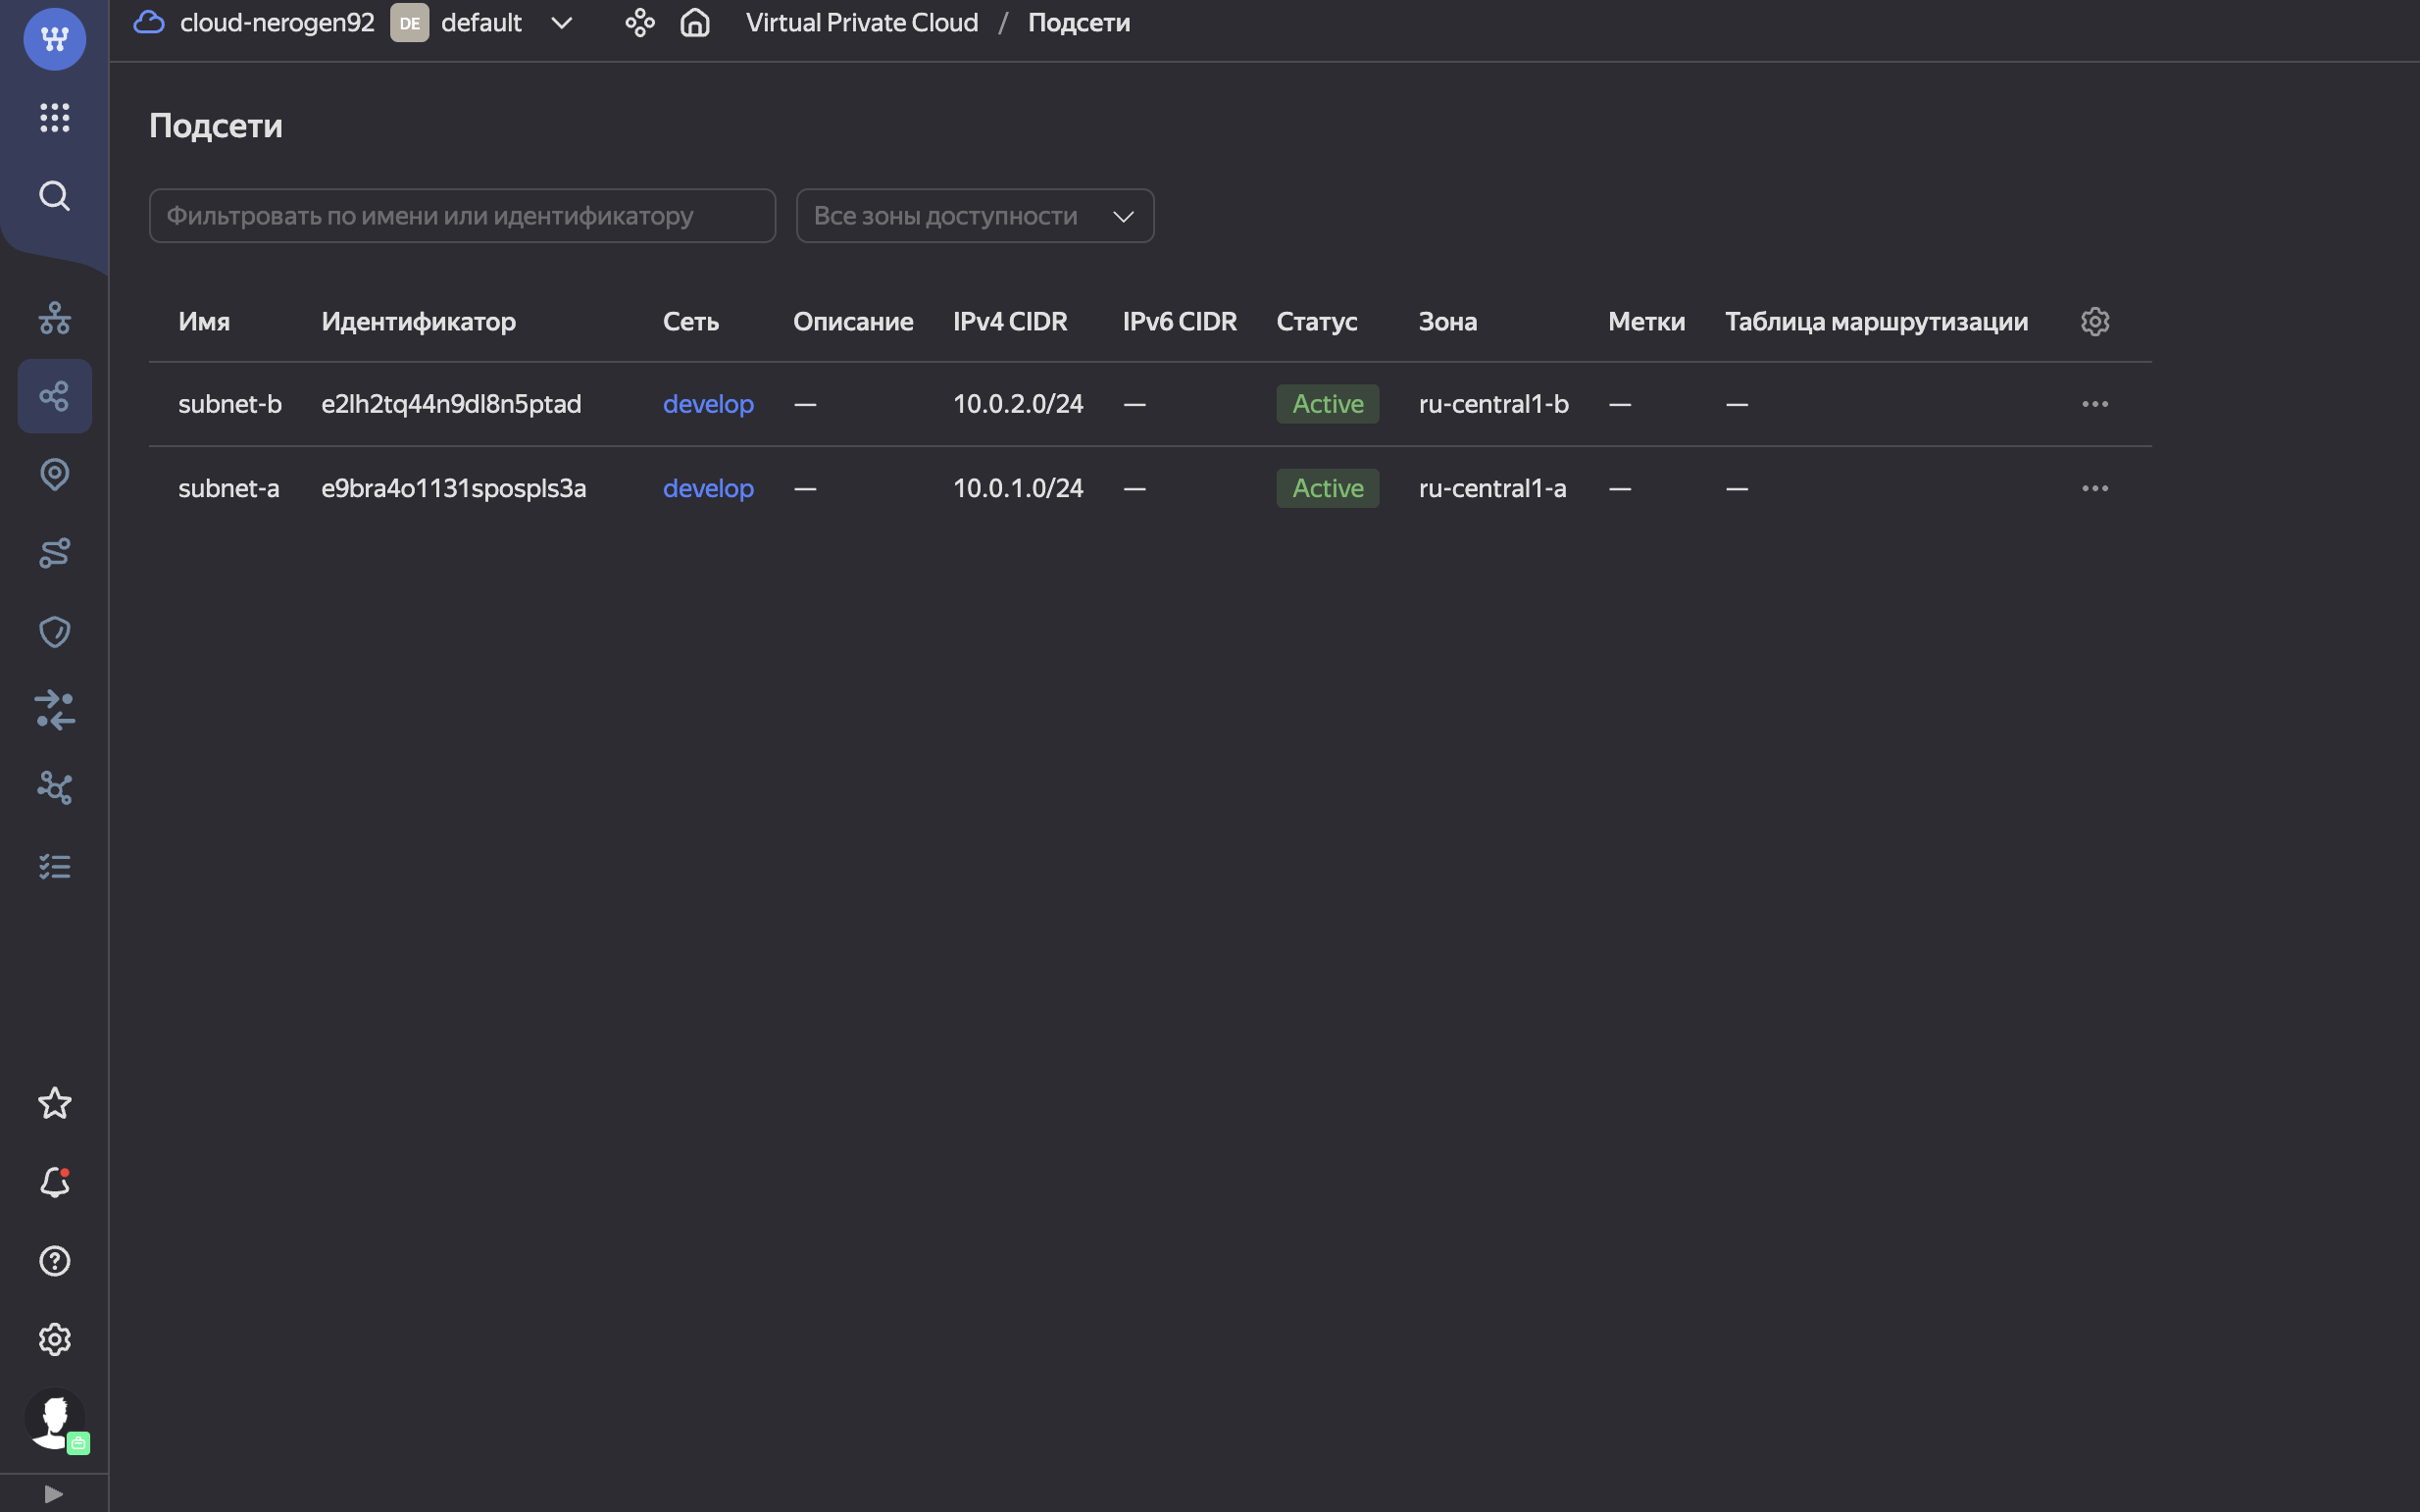 cloud-nerogen92 DE default Virtual Private Cloud / Подсети
Подсети
Фильтровать по имени или идентификатору Все зоны доступности
Имя Идентификатор Сеть Описание IPv4 CIDR IPv6 CIDR Статус Зона Метки Таблица маршрутизации
subnet-b e2lh2tq44n9dl8n5ptad develop — 10.0.2.0/24 — Active ru-central1-b — —
subnet-a e9bra4o1131spospls3a develop — 10.0.1.0/24 — Active ru-central1-a — —